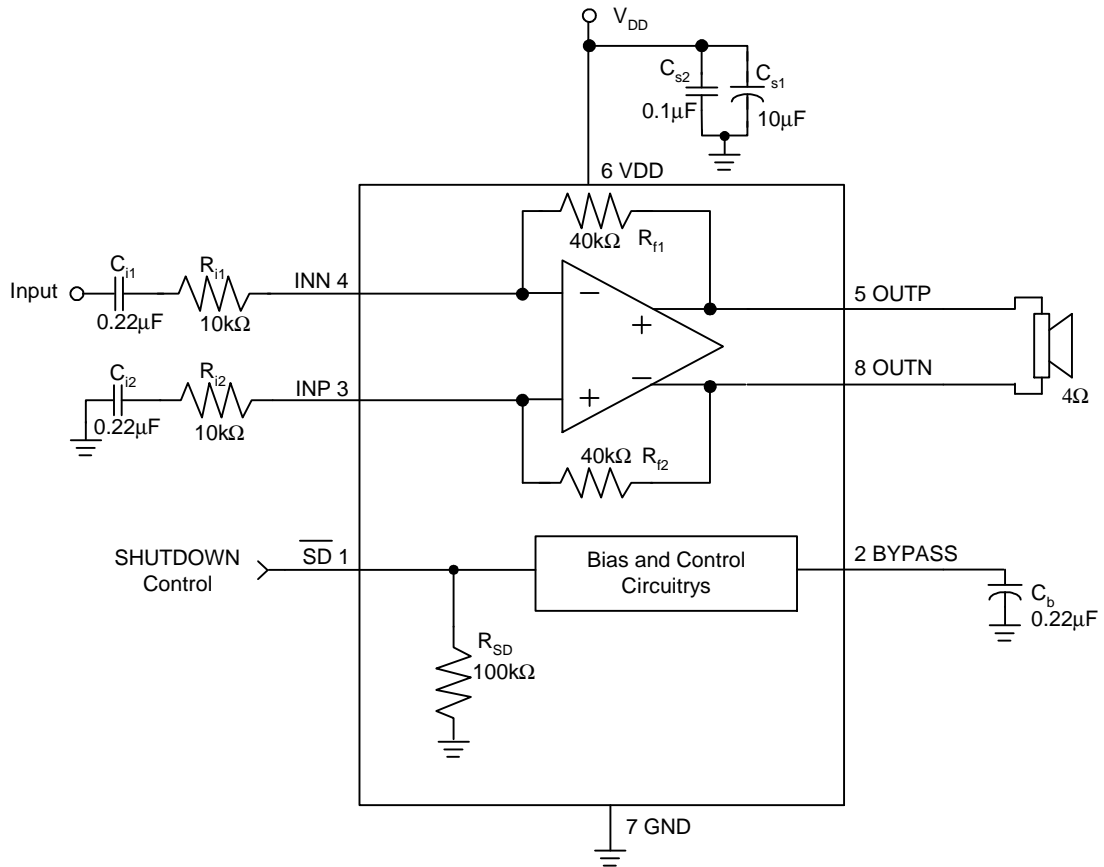 V_DD
C_s2
C_s1
0.1μF
10μF
6 VDD
40kΩ
R_f1
C_i1
R_i1
INN 4
Input
0.22μF
10kΩ
−
+
5 OUTP
C_i2
R_i2
INP 3
−
+
8 OUTN
0.22μF
10kΩ
4Ω
40kΩ
R_f2
SHUTDOWN
Control
S̅D̅ 1
Bias and Control
Circuitrys
2 BYPASS
C_b
0.22μF
R_SD
100kΩ
7 GND